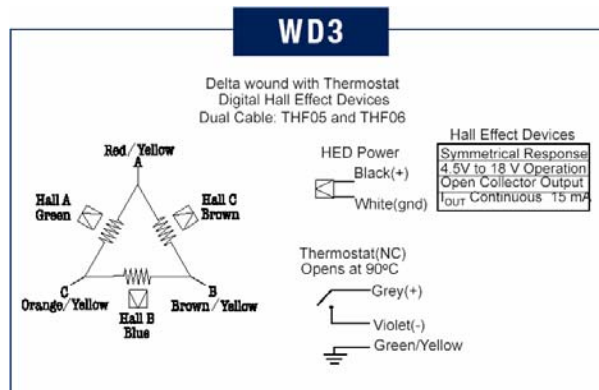 WD3
Delta wound with Thermostat
Digital Hall Effect Devices
Dual Cable: THF05 and THF06
Red/Yellow
A
Hall A
Green
Hall C
Brown
C
Orange/Yellow
Hall B
Blue
B
Brown/Yellow
HED Power
Black(+)
White(gnd)
Hall Effect Devices
Symmetrical Response
4.5V to 18 V Operation
Open Collector Output
IOUT Continuous 15 mA
Thermostat(NC)
Opens at 90ºC
Grey(+)
Violet(-)
Green/Yellow